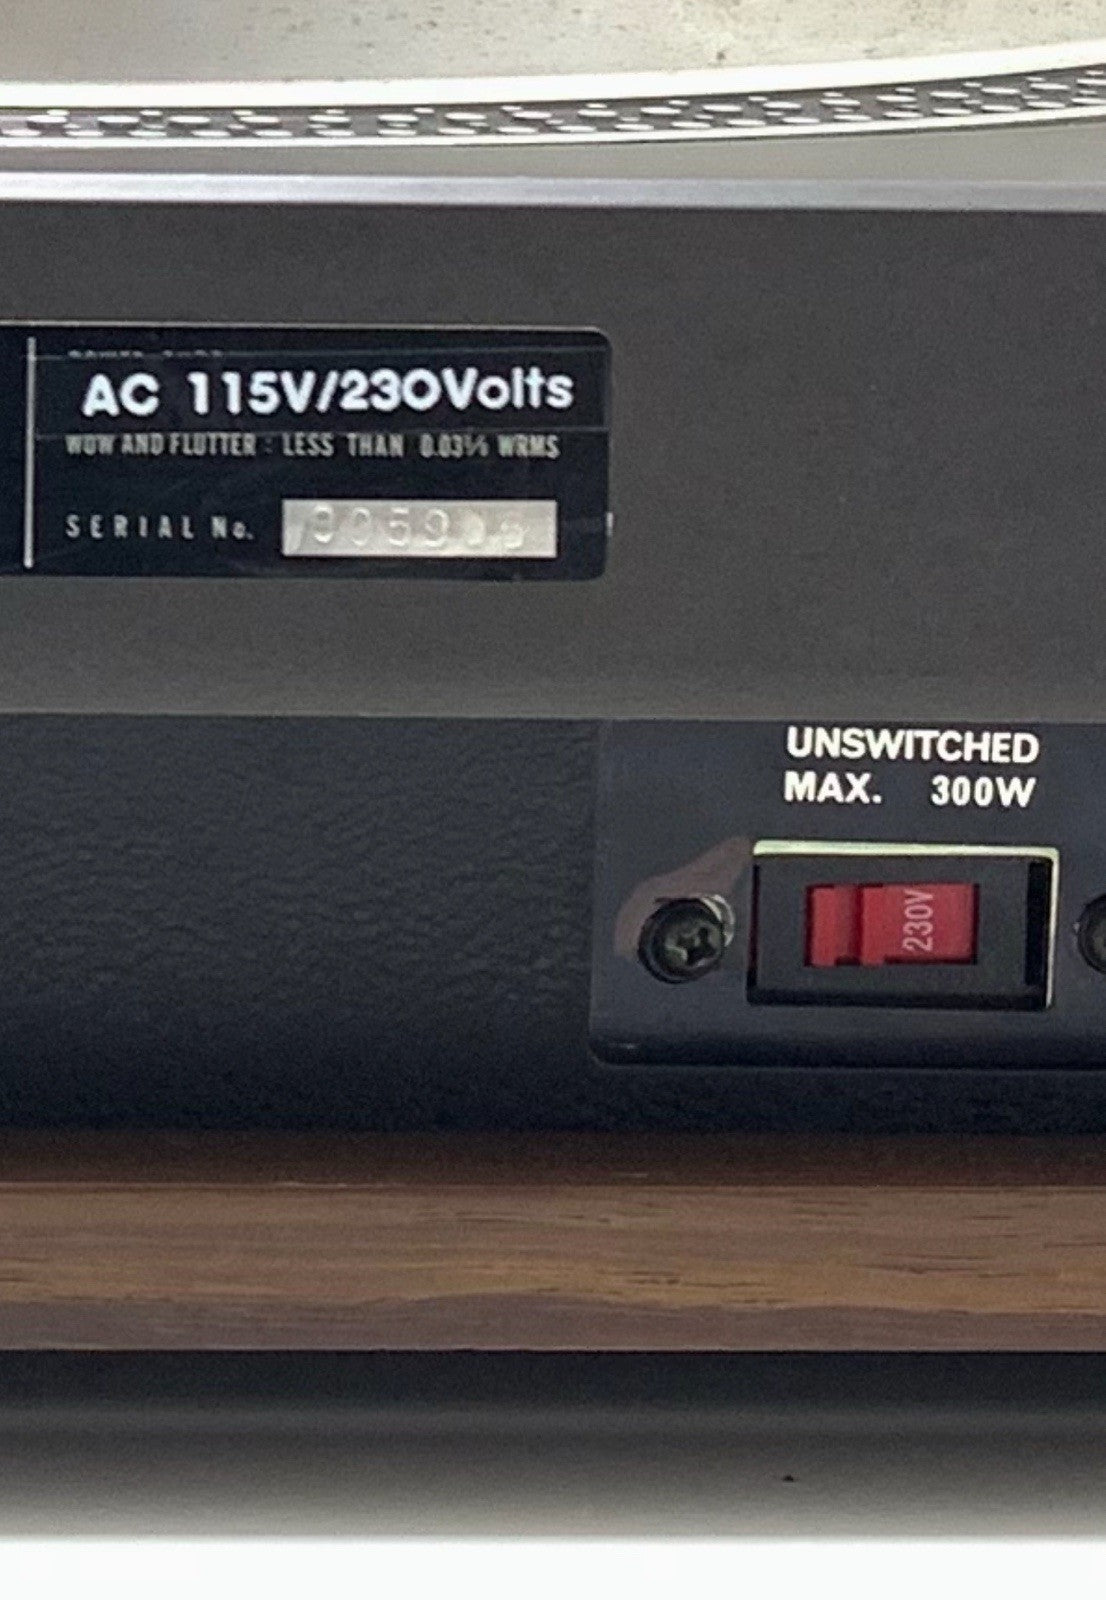 AC 115V/230Volts
WOW AND FLUTTER : LESS THAN 0.03% WRMS
SERIAL No.
UNSWITCHED
MAX. 300W
230V